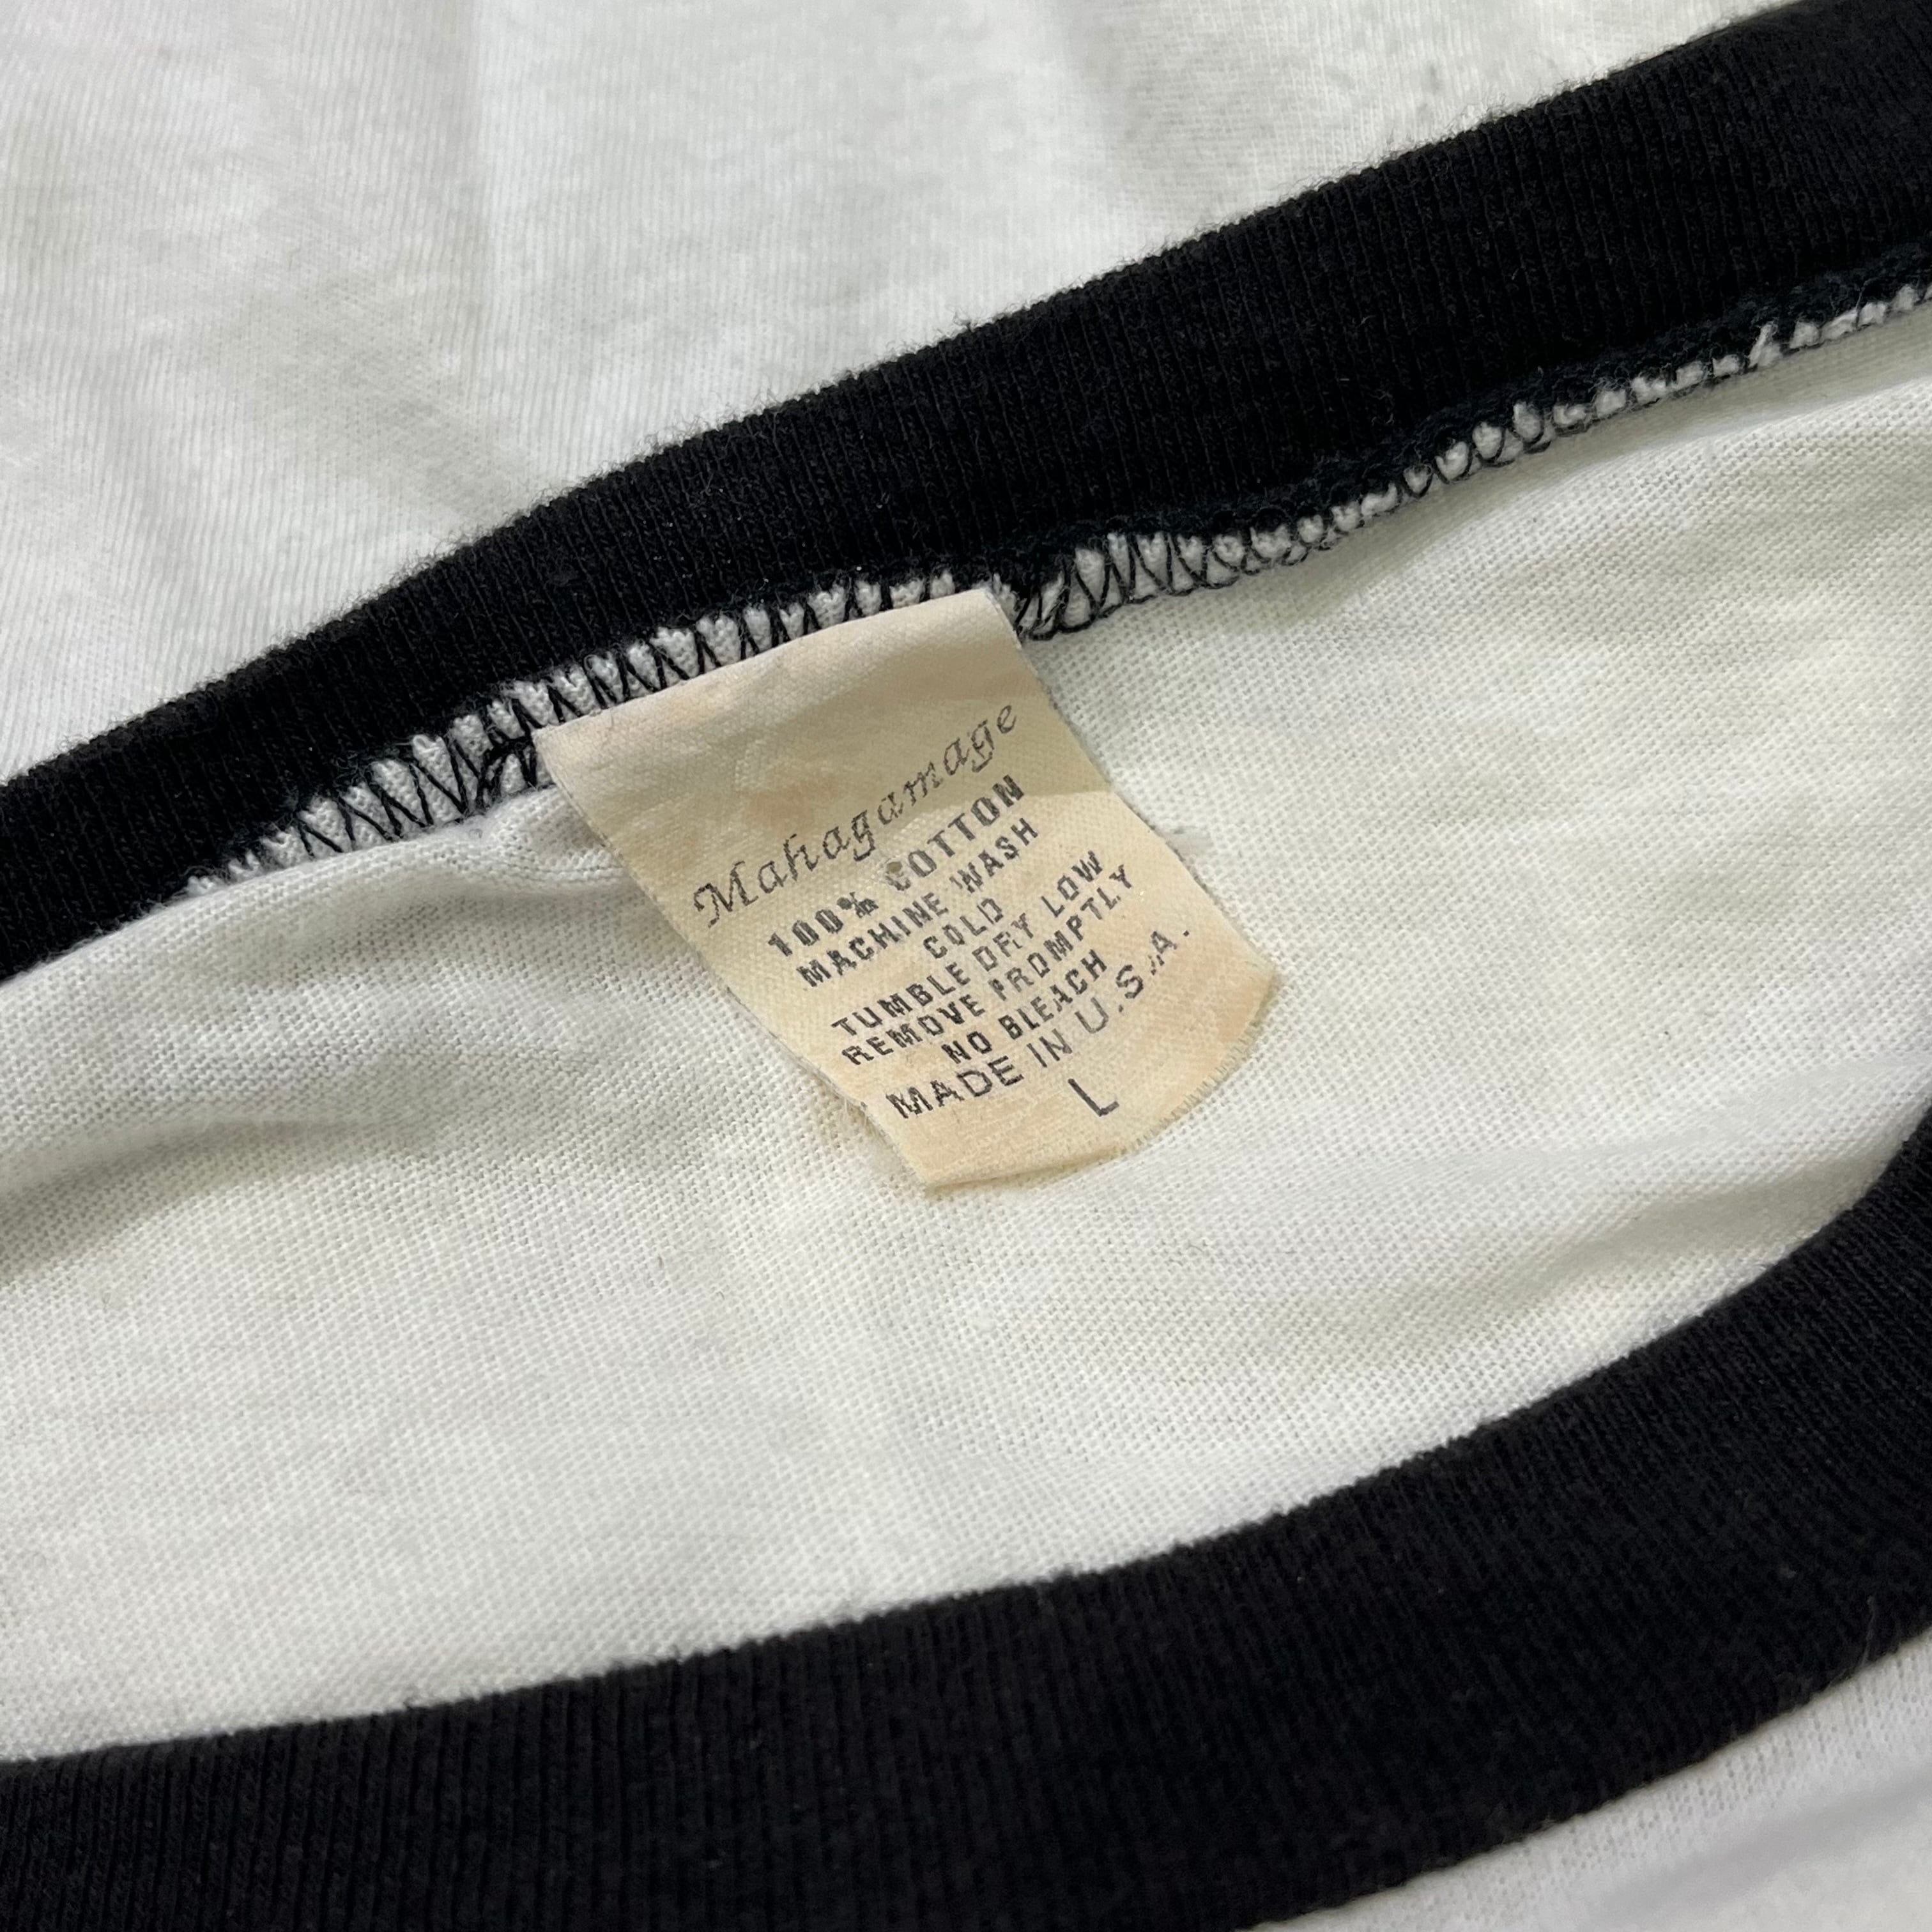 Mahagamage
100% COTTON
MACHINE WASH
COLD
TUMBLE DRY LOW
REMOVE PROMPTLY
NO BLEACH
MADE IN U.S.A.
L